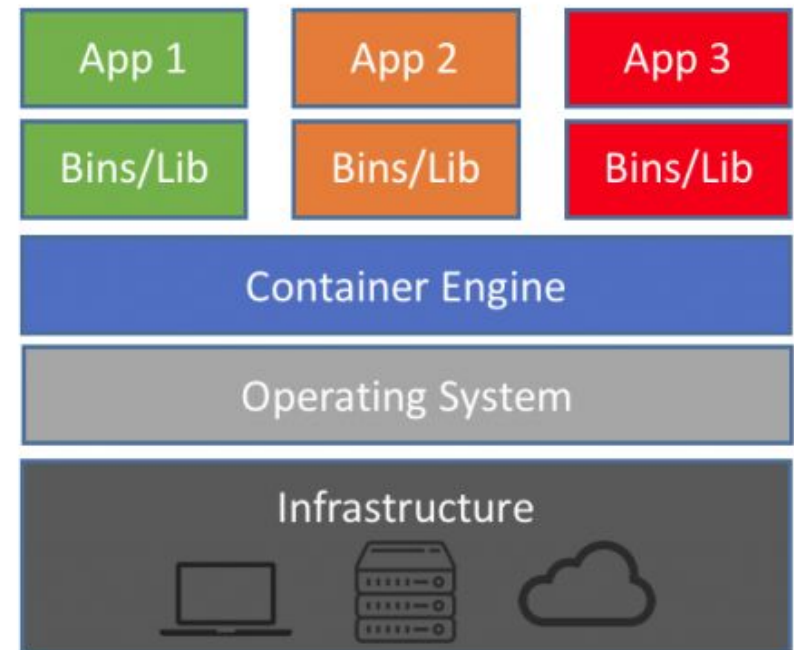 App 1
App 2
App 3
Bins/Lib
Bins/Lib
Bins/Lib
Container Engine
Operating System
Infrastructure